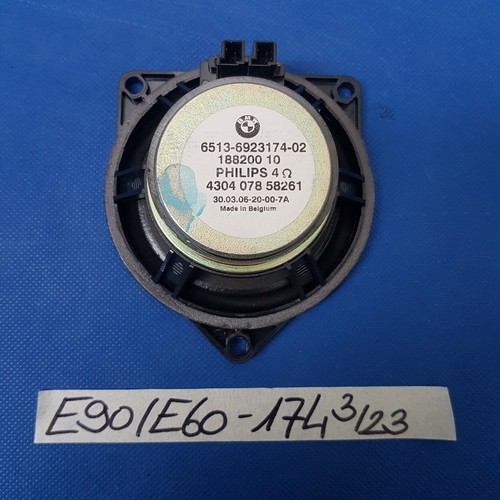 BMW
6513-6923174-02
188200 10
PHILIPS 4 Ω
4304 078 58261
30.03.06-20-00-7A
Made in Belgium
E90/E60-174 3/23